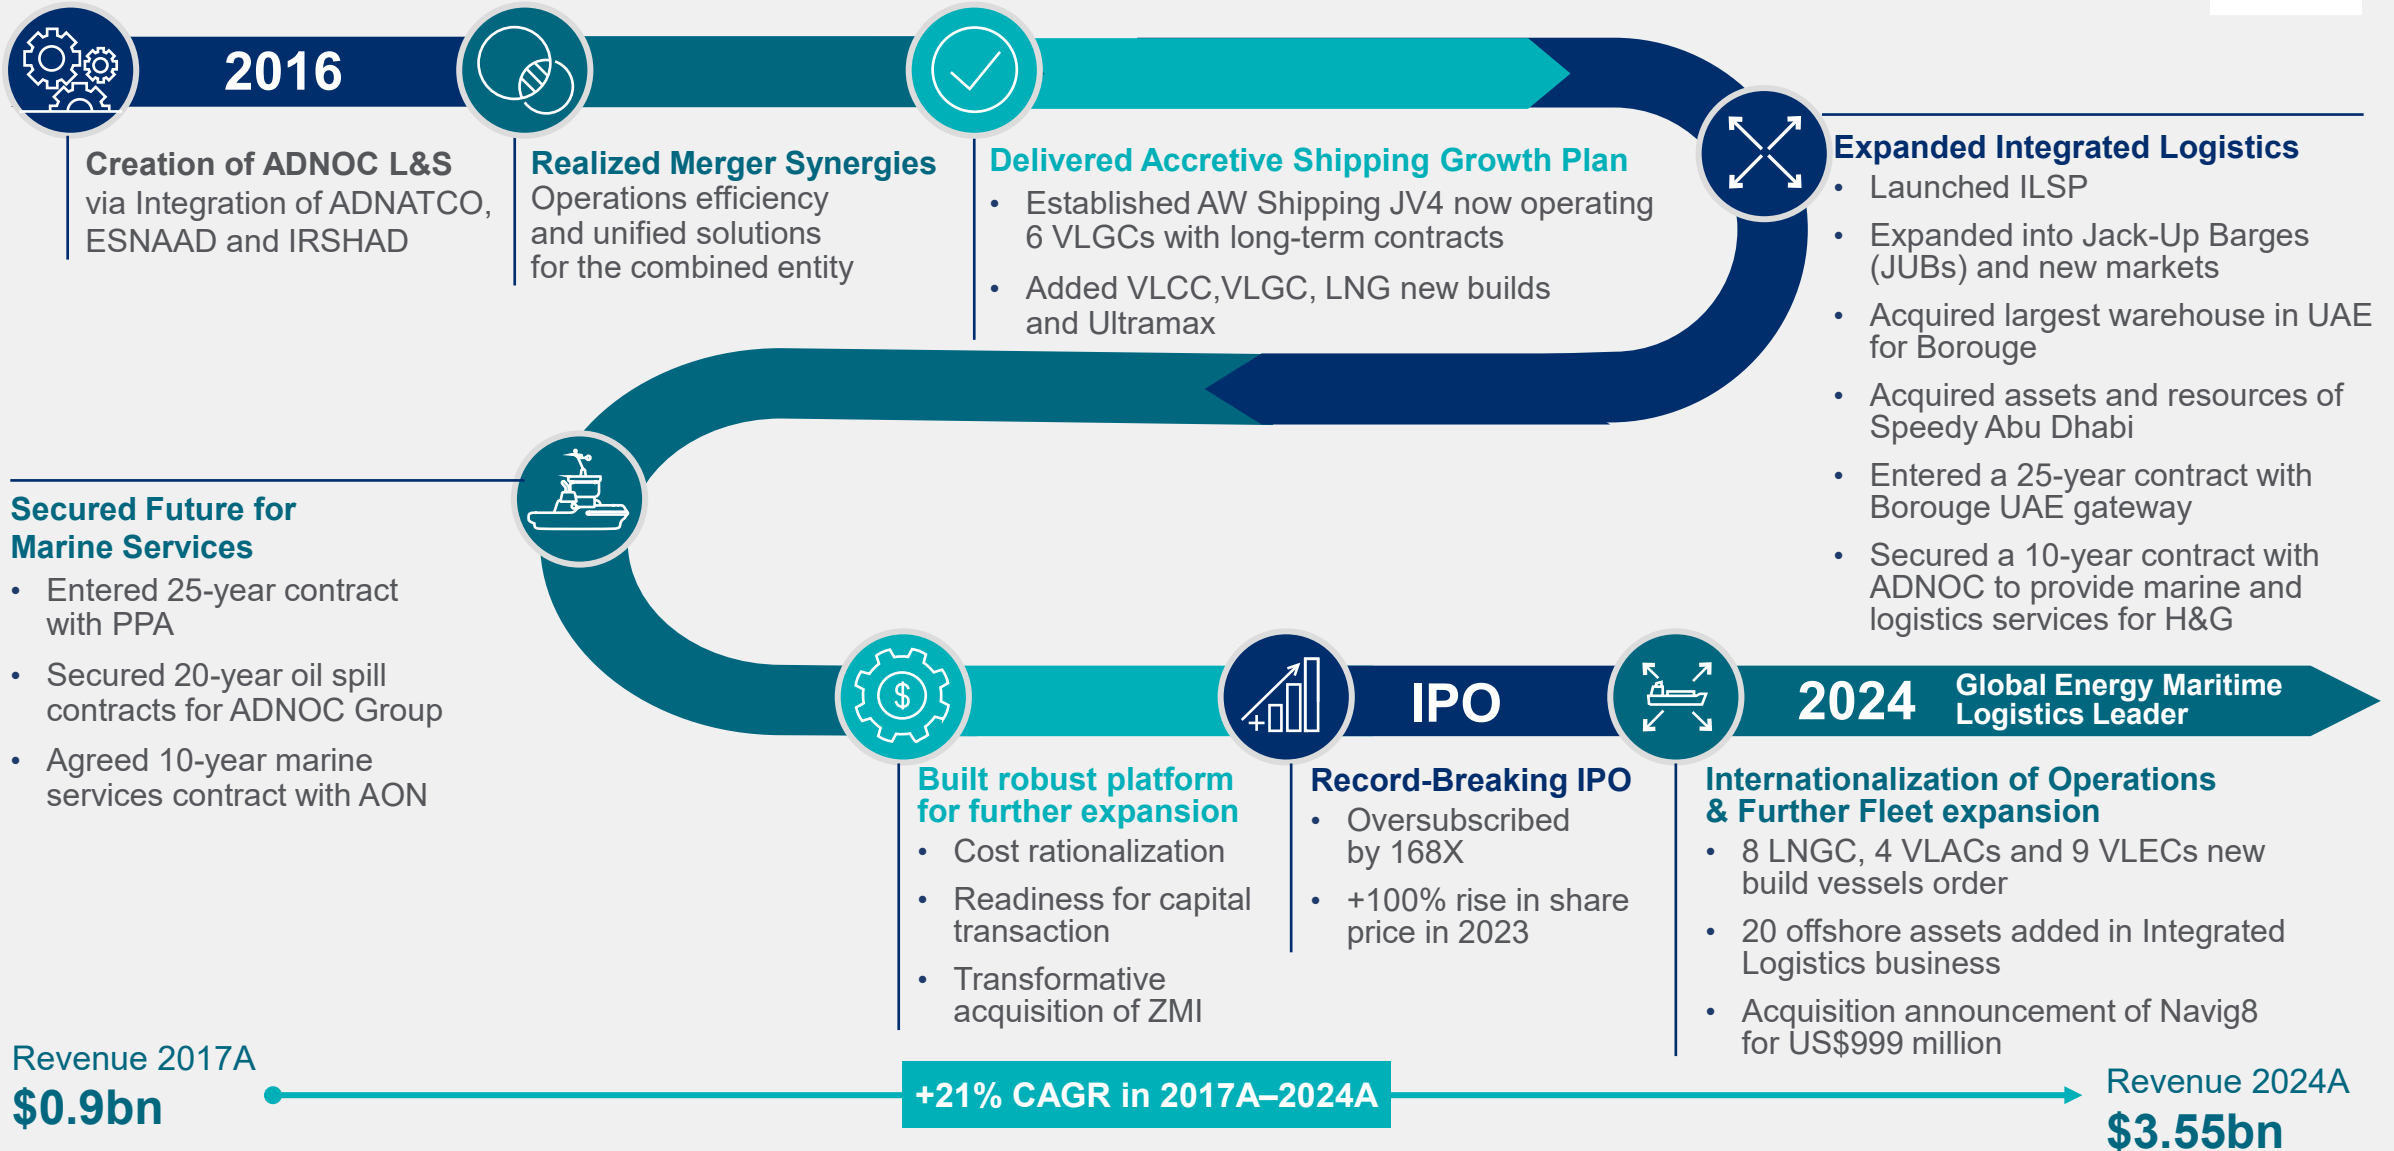 2016
Creation of ADNOC L&S
via Integration of ADNATCO,
ESNAAD and IRSHAD
Realized Merger Synergies
Operations efficiency
and unified solutions
for the combined entity
Delivered Accretive Shipping Growth Plan
• Established AW Shipping JV4 now operating
6 VLGCs with long-term contracts
• Added VLCC,VLGC, LNG new builds
and Ultramax
Expanded Integrated Logistics
• Launched ILSP
• Expanded into Jack-Up Barges
(JUBs) and new markets
• Acquired largest warehouse in UAE
for Borouge
• Acquired assets and resources of
Speedy Abu Dhabi
• Entered a 25-year contract with
Borouge UAE gateway
• Secured a 10-year contract with
ADNOC to provide marine and
logistics services for H&G
Secured Future for
Marine Services
• Entered 25-year contract
with PPA
• Secured 20-year oil spill
contracts for ADNOC Group
• Agreed 10-year marine
services contract with AON
$
Built robust platform
for further expansion
• Cost rationalization
• Readiness for capital
transaction
• Transformative
acquisition of ZMI
+
IPO
Record-Breaking IPO
• Oversubscribed
by 168X
• +100% rise in share
price in 2023
2024
Global Energy Maritime
Logistics Leader
Internationalization of Operations
& Further Fleet expansion
• 8 LNGC, 4 VLACs and 9 VLECs new
build vessels order
• 20 offshore assets added in Integrated
Logistics business
• Acquisition announcement of Navig8
for US$999 million
Revenue 2017A
$0.9bn
+21% CAGR in 2017A–2024A
Revenue 2024A
$3.55bn